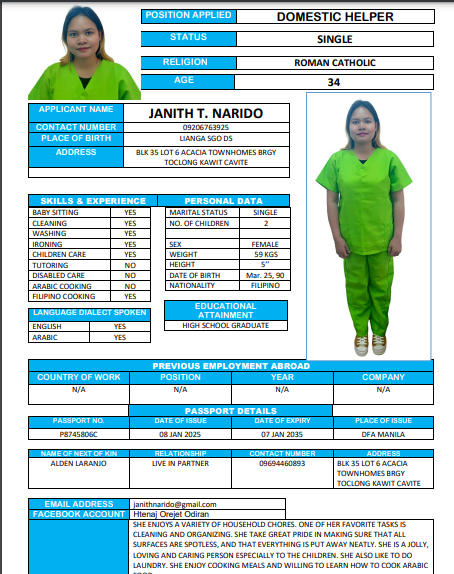 POSITION APPLIED DOMESTIC HELPER
STATUS SINGLE
RELIGION ROMAN CATHOLIC
AGE 34
APPLICANT NAME JANITH T. NARIDO
CONTACT NUMBER 09206763925
PLACE OF BIRTH LIANGA SGO DS
ADDRESS BLK 35 LOT 6 ACACIA TOWNHOMES BRGY
TOCLONG KAWIT CAVITE
SKILLS & EXPERIENCE
BABY SITTING YES
CLEANING YES
WASHING YES
IRONING YES
CHILDREN CARE YES
TUTORING NO
DISABLED CARE NO
ARABIC COOKING NO
FILIPINO COOKING YES
LANGUAGE DIALECT SPOKEN
ENGLISH YES
ARABIC YES
PERSONAL DATA
MARITAL STATUS SINGLE
NO. OF CHILDREN 2
SEX FEMALE
WEIGHT 59 KGS
HEIGHT 5’’
DATE OF BIRTH Mar. 25, 90
NATIONALITY FILIPINO
EDUCATIONAL
ATTAINMENT
HIGH SCHOOL GRADUATE
PREVIOUS EMPLOYMENT ABROAD
COUNTRY OF WORK POSITION YEAR COMPANY
N/A N/A N/A N/A
PASSPORT DETAILS
PASSPORT NO. DATE OF ISSUE DATE OF EXPIRY PLACE OF ISSUE
P8745806C 08 JAN 2025 07 JAN 2035 DFA MANILA
NAME OF NEXT OF KIN RELATIONSHIP CONTACT NUMBER ADDRESS
ALDEN LARANJO LIVE IN PARTNER 09694460893 BLK 35 LOT 6 ACACIA
TOWNHOMES BRGY
TOCLONG KAWIT CAVITE
EMAIL ADDRESS janithnarido@gmail.com
FACEBOOK ACCOUNT Htenaj Orejet Odiran
SHE ENJOYS A VARIETY OF HOUSEHOLD CHORES. ONE OF HER FAVORITE TASKS IS
CLEANING AND ORGANIZING. SHE TAKE GREAT PRIDE IN MAKING SURE THAT ALL
SURFACES ARE SPOTLESS, AND THAT EVERYTHING IS PUT AWAY NEATLY. SHE IS A JOLLY,
LOVING AND CARING PERSON ESPECIALLY TO THE CHILDREN. SHE ALSO LIKE TO DO
LAUNDRY. SHE ENJOY COOKING MEALS AND WILLING TO LEARN HOW TO COOK ARABIC